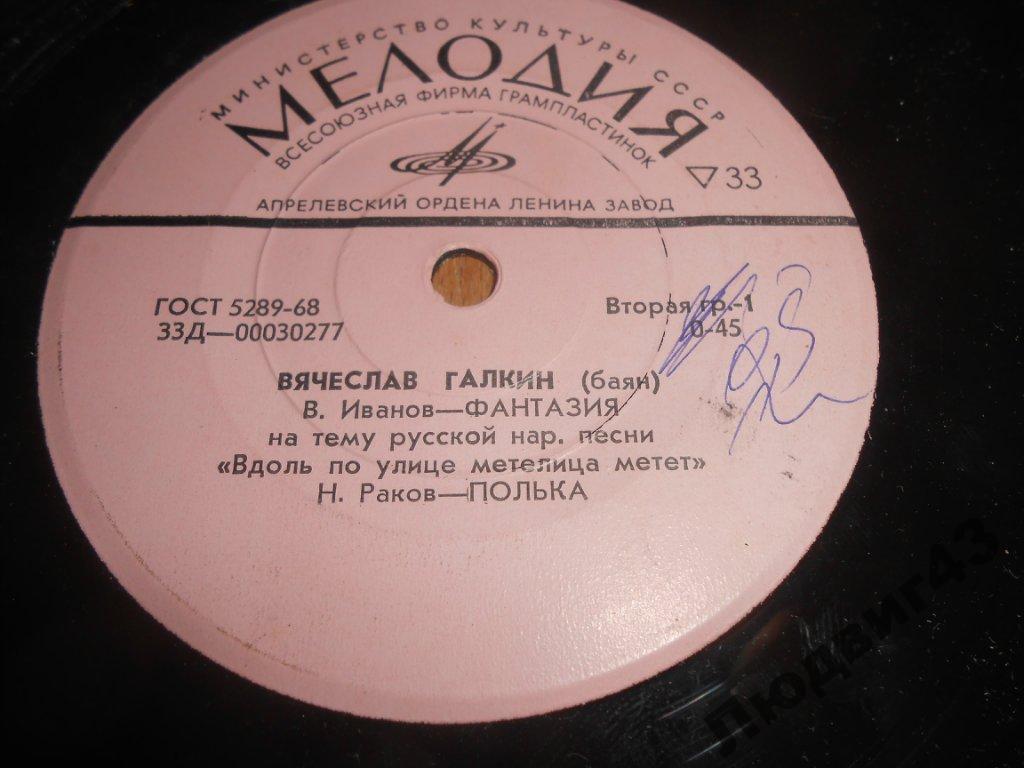 МИНИСТЕРСТВО КУЛЬТУРЫ СССР
МЕЛОДИЯ
ВСЕСОЮЗНАЯ ФИРМА ГРАМПЛАСТИНОК
▽ 33
АПРЕЛЕВСКИЙ ОРДЕНА ЛЕНИНА ЗАВОД
ГОСТ 5289-68
33Д—00030277
Вторая гр.-1
0-45
ВЯЧЕСЛАВ ГАЛКИН (баян)
В. Иванов—ФАНТАЗИЯ
на тему русской нар. песни
«Вдоль по улице метелица метет»
Н. Раков—ПОЛЬКА
Людвиг43